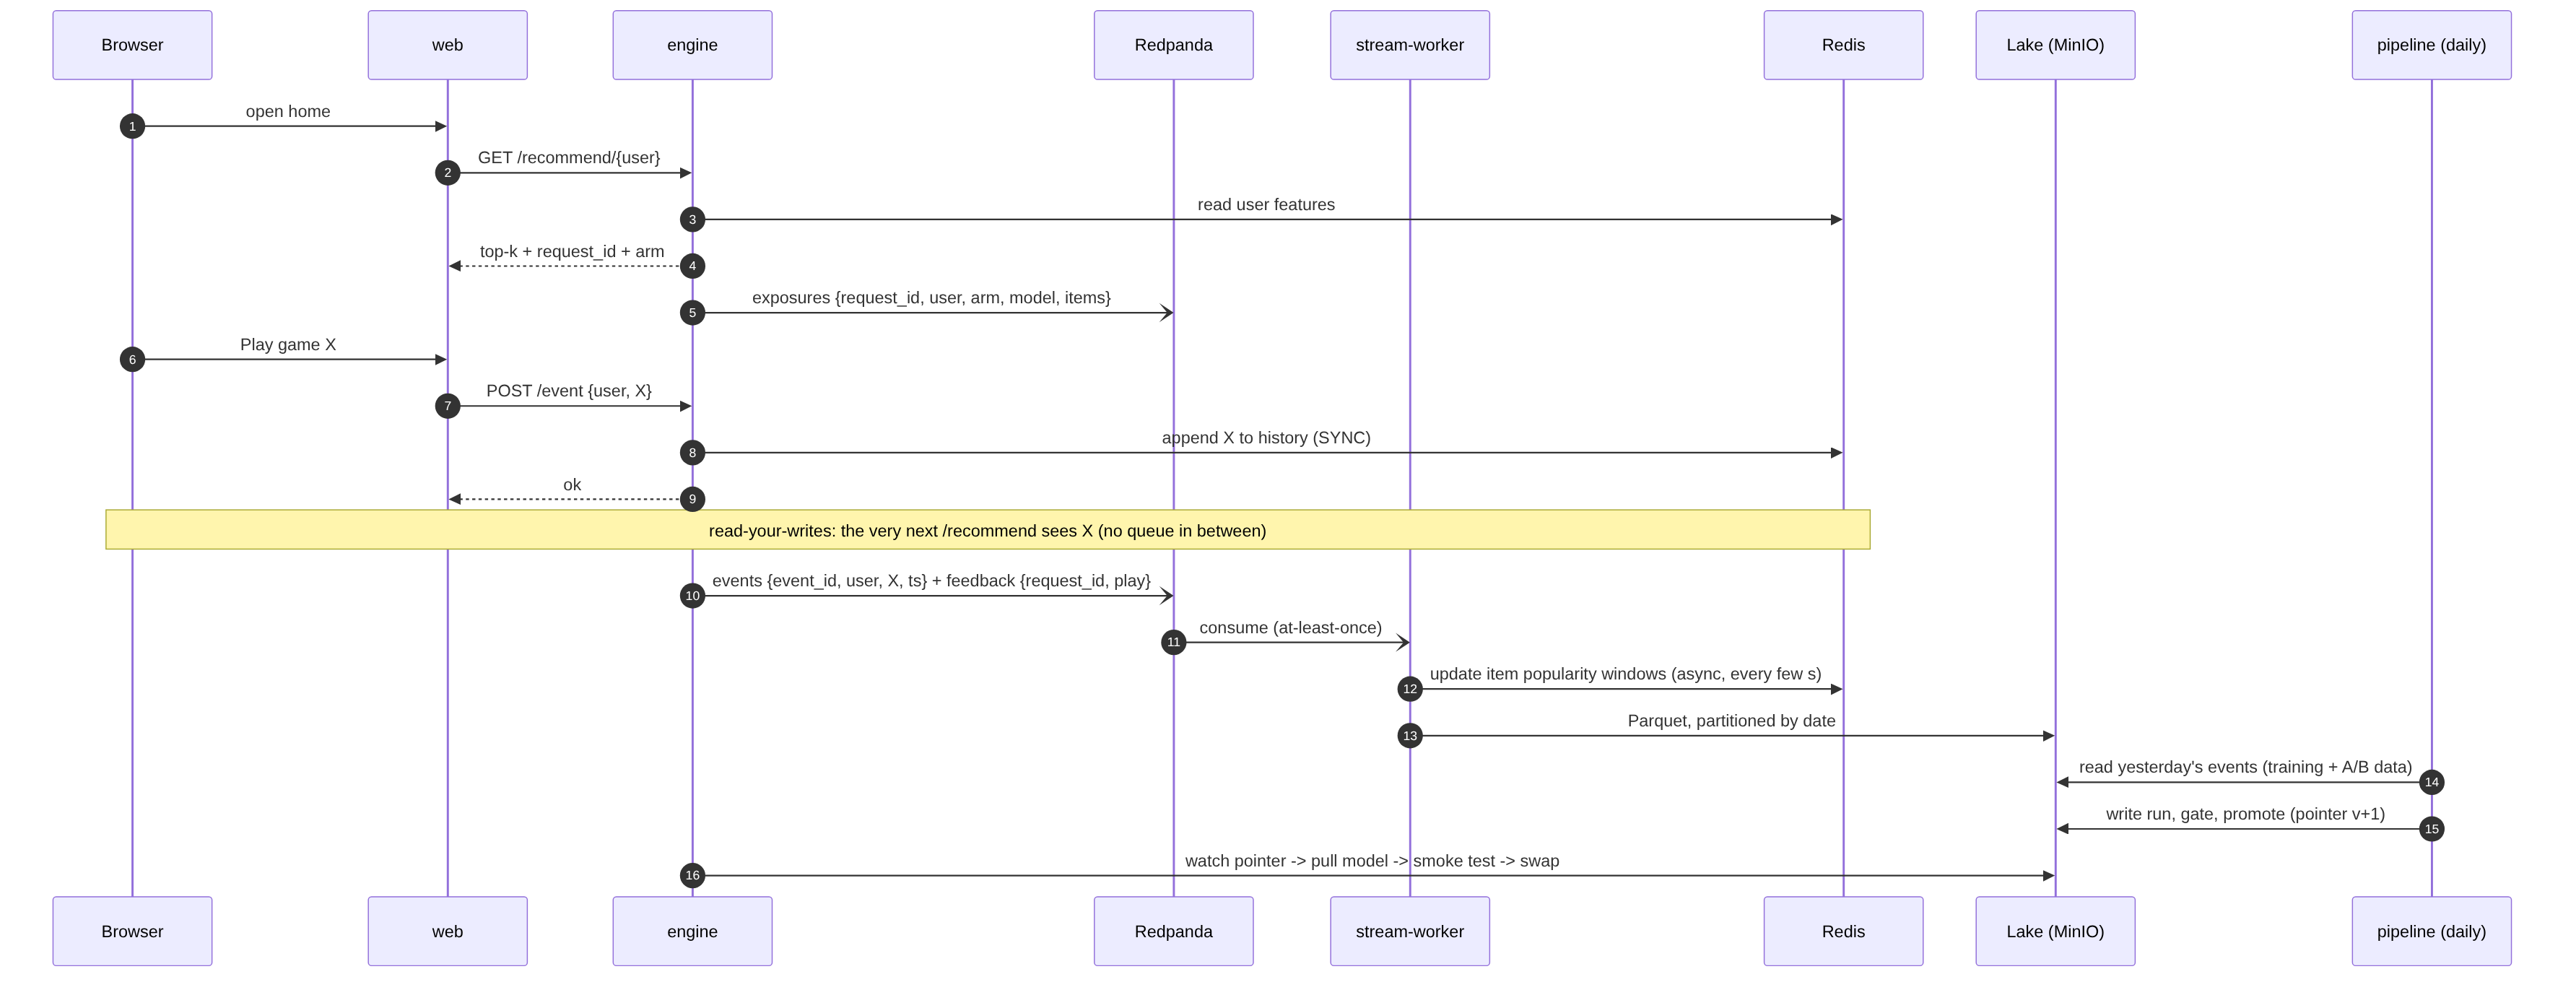 Browser
web
engine
Redpanda
stream-worker
Redis
Lake (MinIO)
pipeline (daily)
open home
1
GET /recommend/{user}
2
read user features
3
top-k + request_id + arm
4
exposures {request_id, user, arm, model, items}
5
Play game X
6
POST /event {user, X}
7
append X to history (SYNC)
8
ok
9
read-your-writes: the very next /recommend sees X (no queue in between)
events {event_id, user, X, ts} + feedback {request_id, play}
10
consume (at-least-once)
11
update item popularity windows (async, every few s)
12
Parquet, partitioned by date
13
read yesterday's events (training + A/B data)
14
write run, gate, promote (pointer v+1)
15
watch pointer -> pull model -> smoke test -> swap
16
Browser
web
engine
Redpanda
stream-worker
Redis
Lake (MinIO)
pipeline (daily)